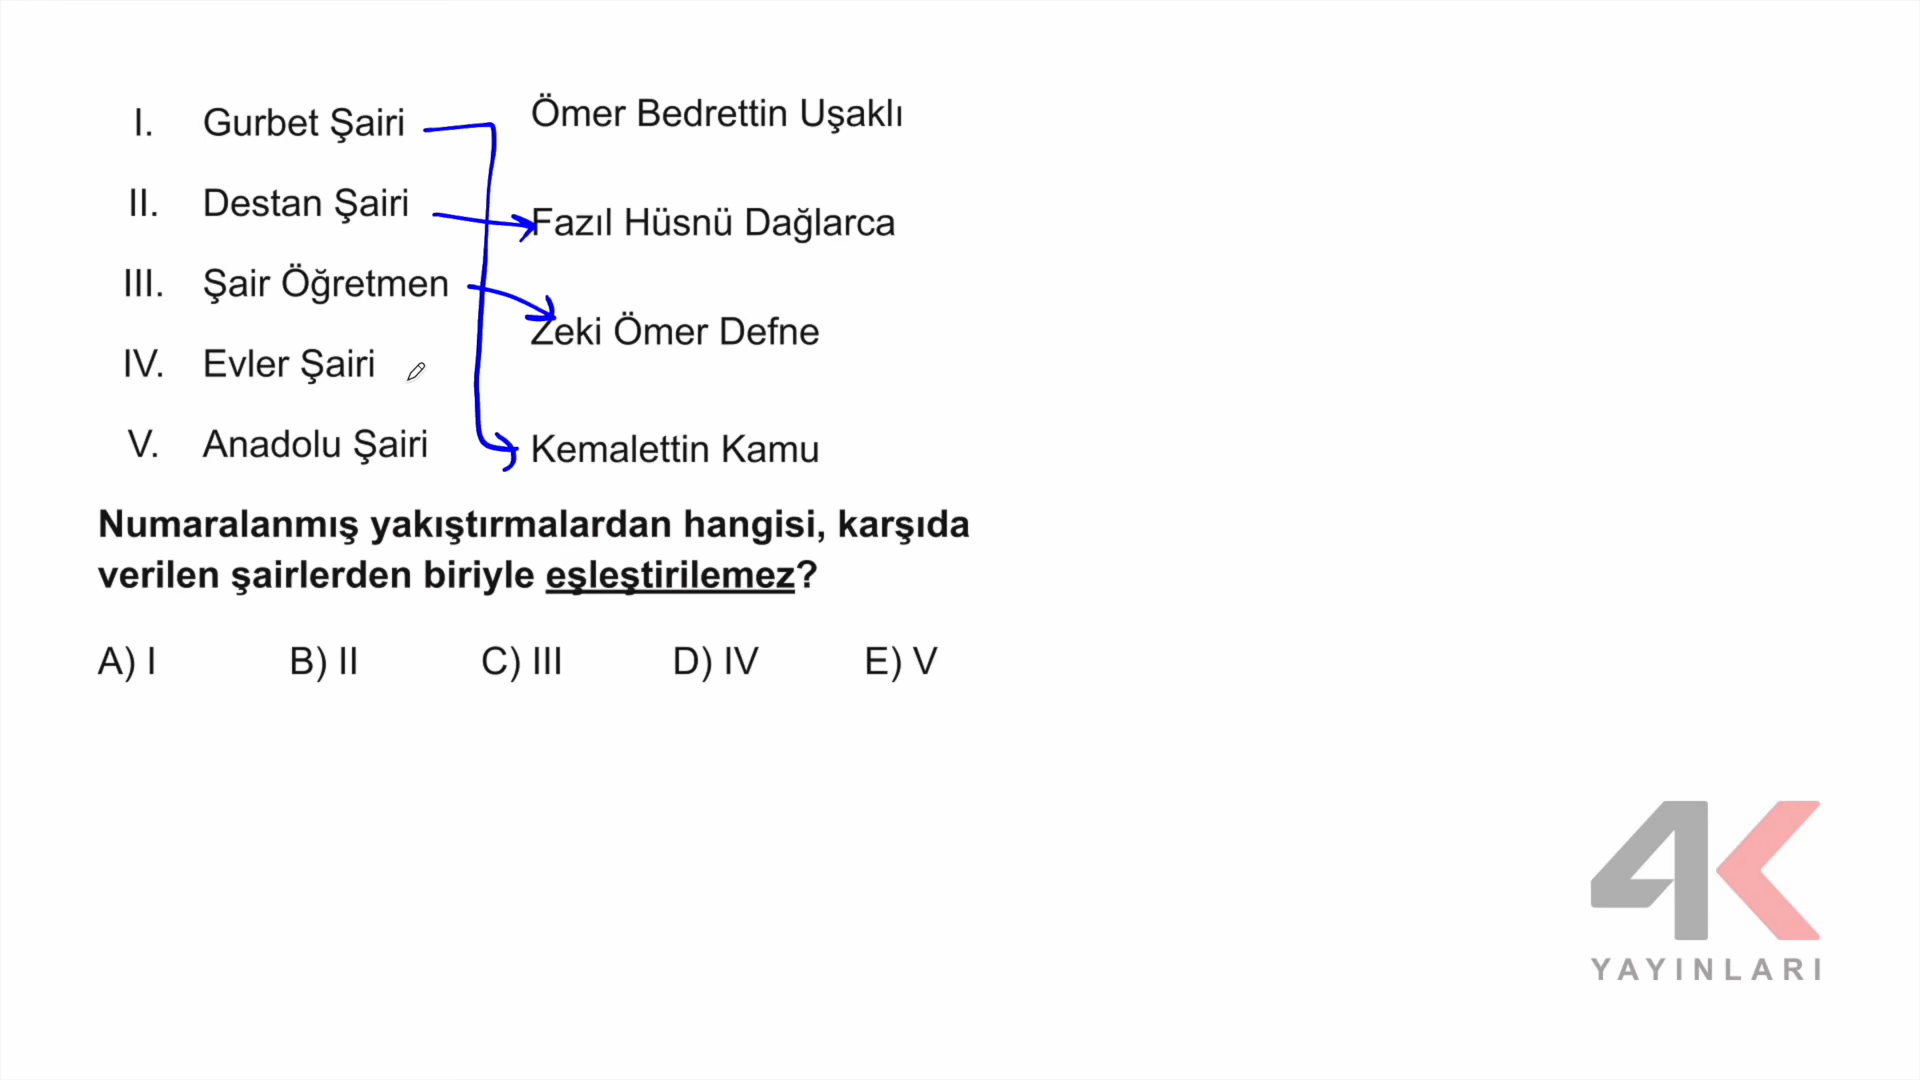 I. Gurbet Şairi
II. Destan Şairi
III. Şair Öğretmen
IV. Evler Şairi
V. Anadolu Şairi
Ömer Bedrettin Uşaklı
Fazıl Hüsnü Dağlarca
Zeki Ömer Defne
Kemalettin Kamu
Numaralanmış yakıştırmalardan hangisi, karşıda
verilen şairlerden biriyle eşleştirilemez?
A) I B) II C) III D) IV E) V
4K
YAYINLARI